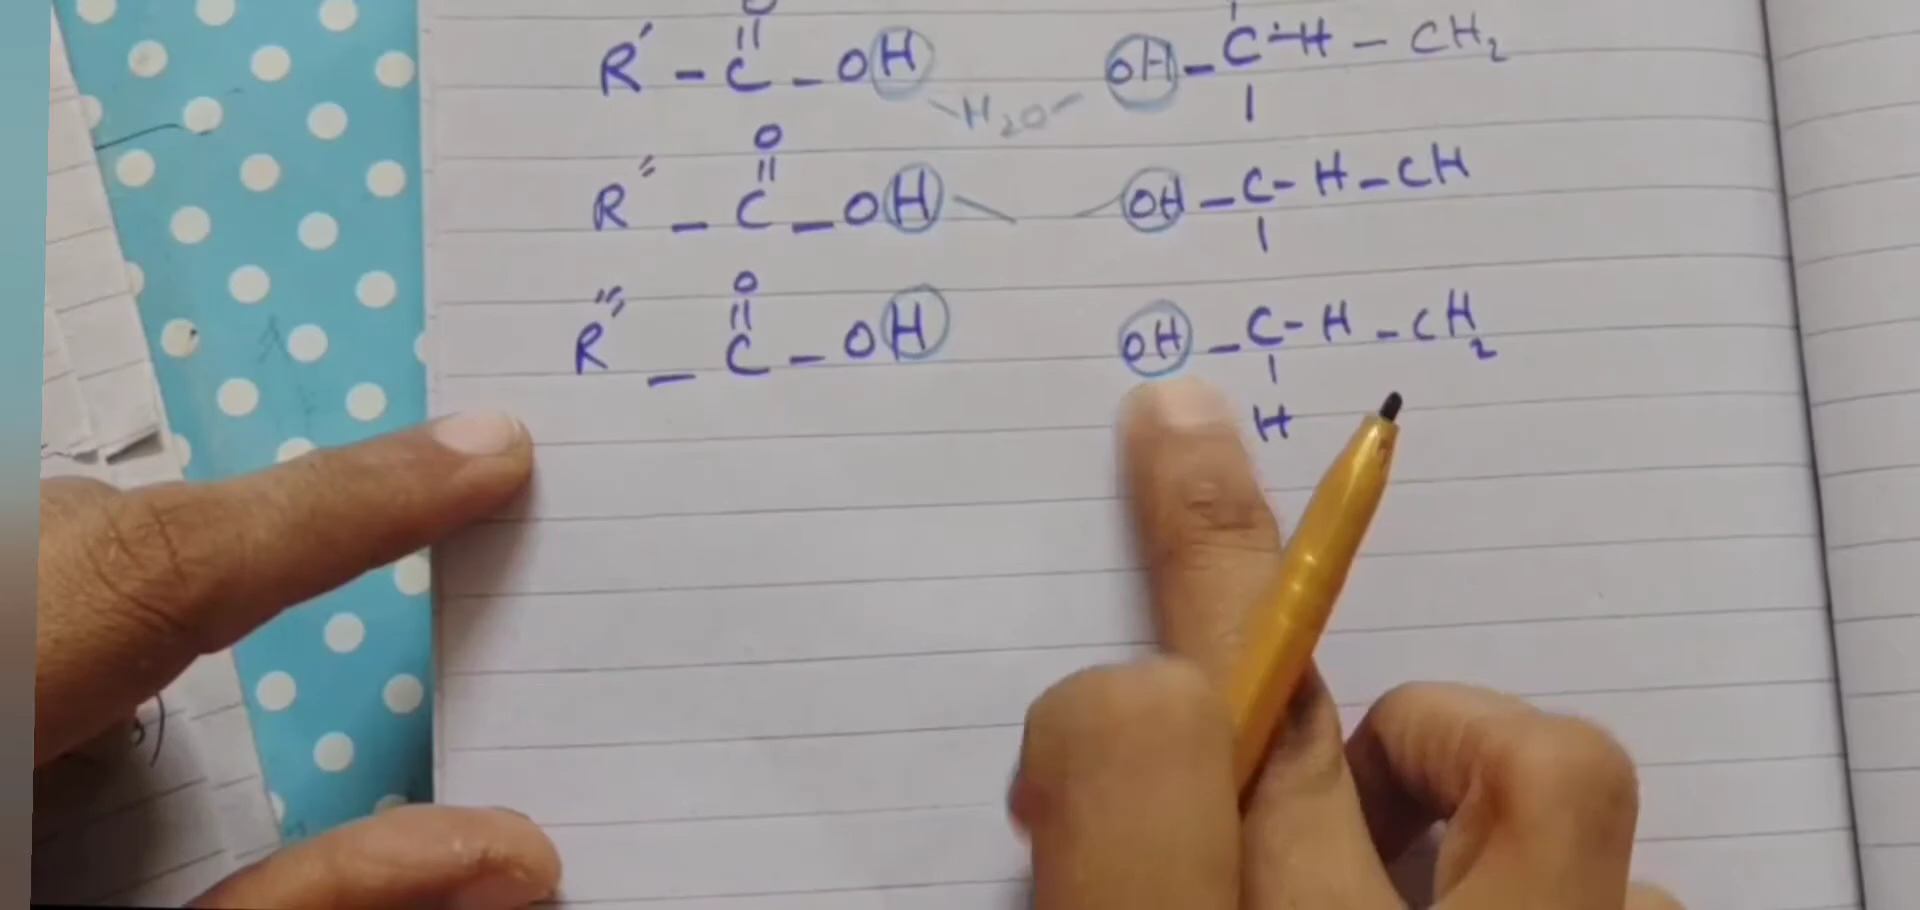 O
R' - C - OH OH - C - H - CH2
H2O
O
R" - C - OH OH - C - H - CH
O
R''' - C - OH OH - C - H - CH2
H